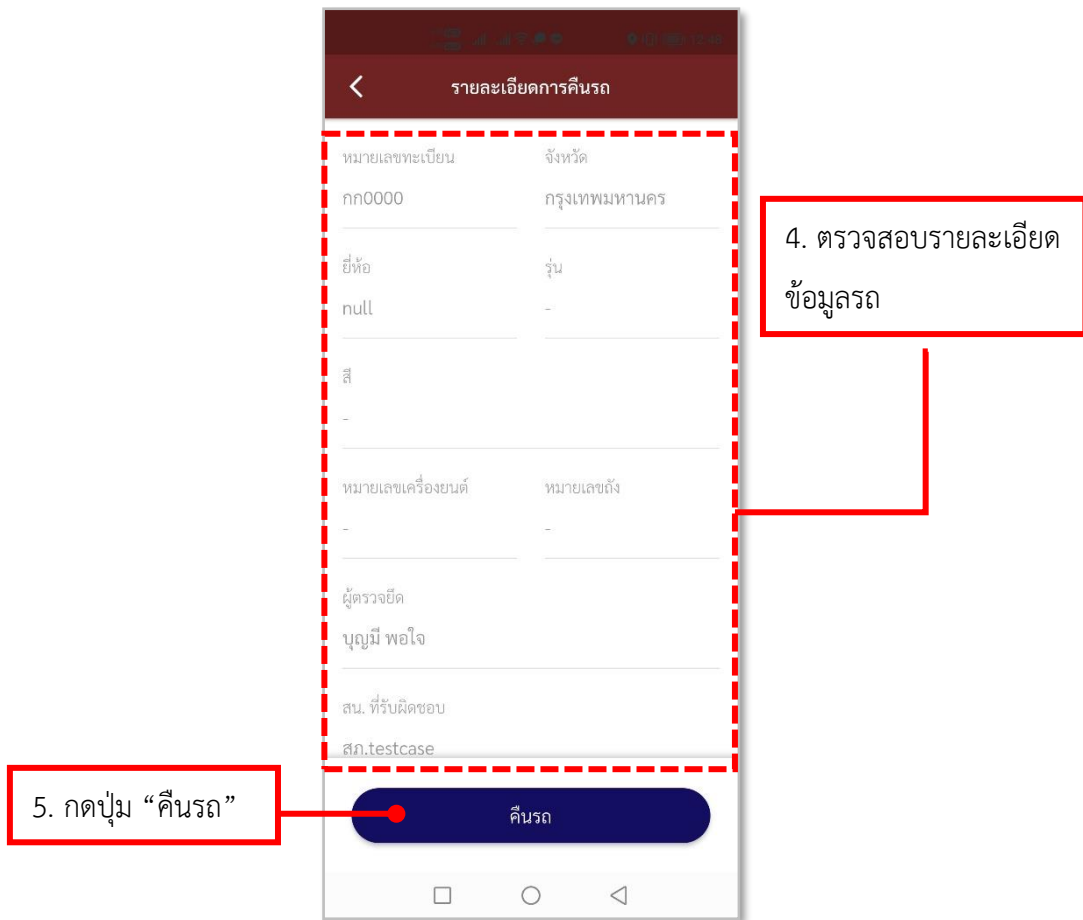 12:48
รายละเอียดการคืนรถ
หมายเลขทะเบียน จังหวัด
กก0000 กรุงเทพมหานคร
ยี่ห้อ รุ่น
null -
สี
-
หมายเลขเครื่องยนต์ หมายเลขถัง
- -
ผู้ตรวจยึด
บุญมี พอใจ
สน. ที่รับผิดชอบ
สภ.testcase
คืนรถ
4. ตรวจสอบรายละเอียด
ข้อมูลรถ
5. กดปุ่ม “คืนรถ”